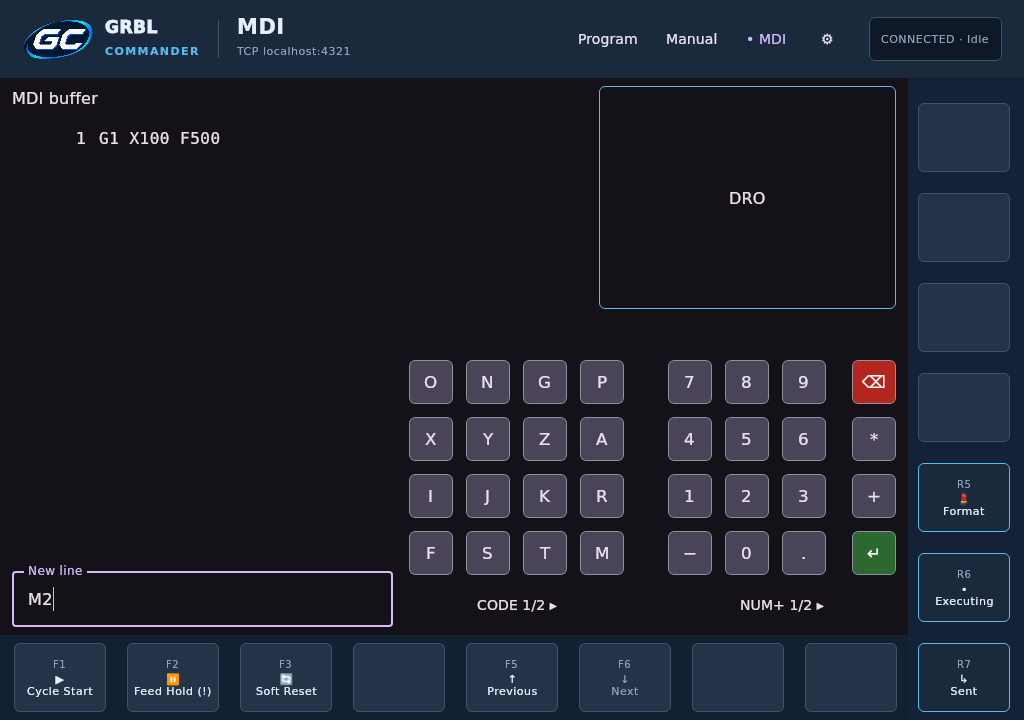 GC
GRBL
COMMANDER
MDI
TCP localhost:4321
Program
Manual
• MDI
⚙
CONNECTED · Idle
MDI buffer
1 G1 X100 F500
DRO
O N G P 7 8 9 ⌫
X Y Z A 4 5 6 *
I J K R 1 2 3 +
F S T M − 0 . ↵
New line
M2
CODE 1/2 ▸
NUM+ 1/2 ▸
R5
Format
R6
•
Executing
R7
↳
Sent
F1
▶
Cycle Start
F2
⏸
Feed Hold (!)
F3
🔄
Soft Reset
F5
↑
Previous
F6
↓
Next